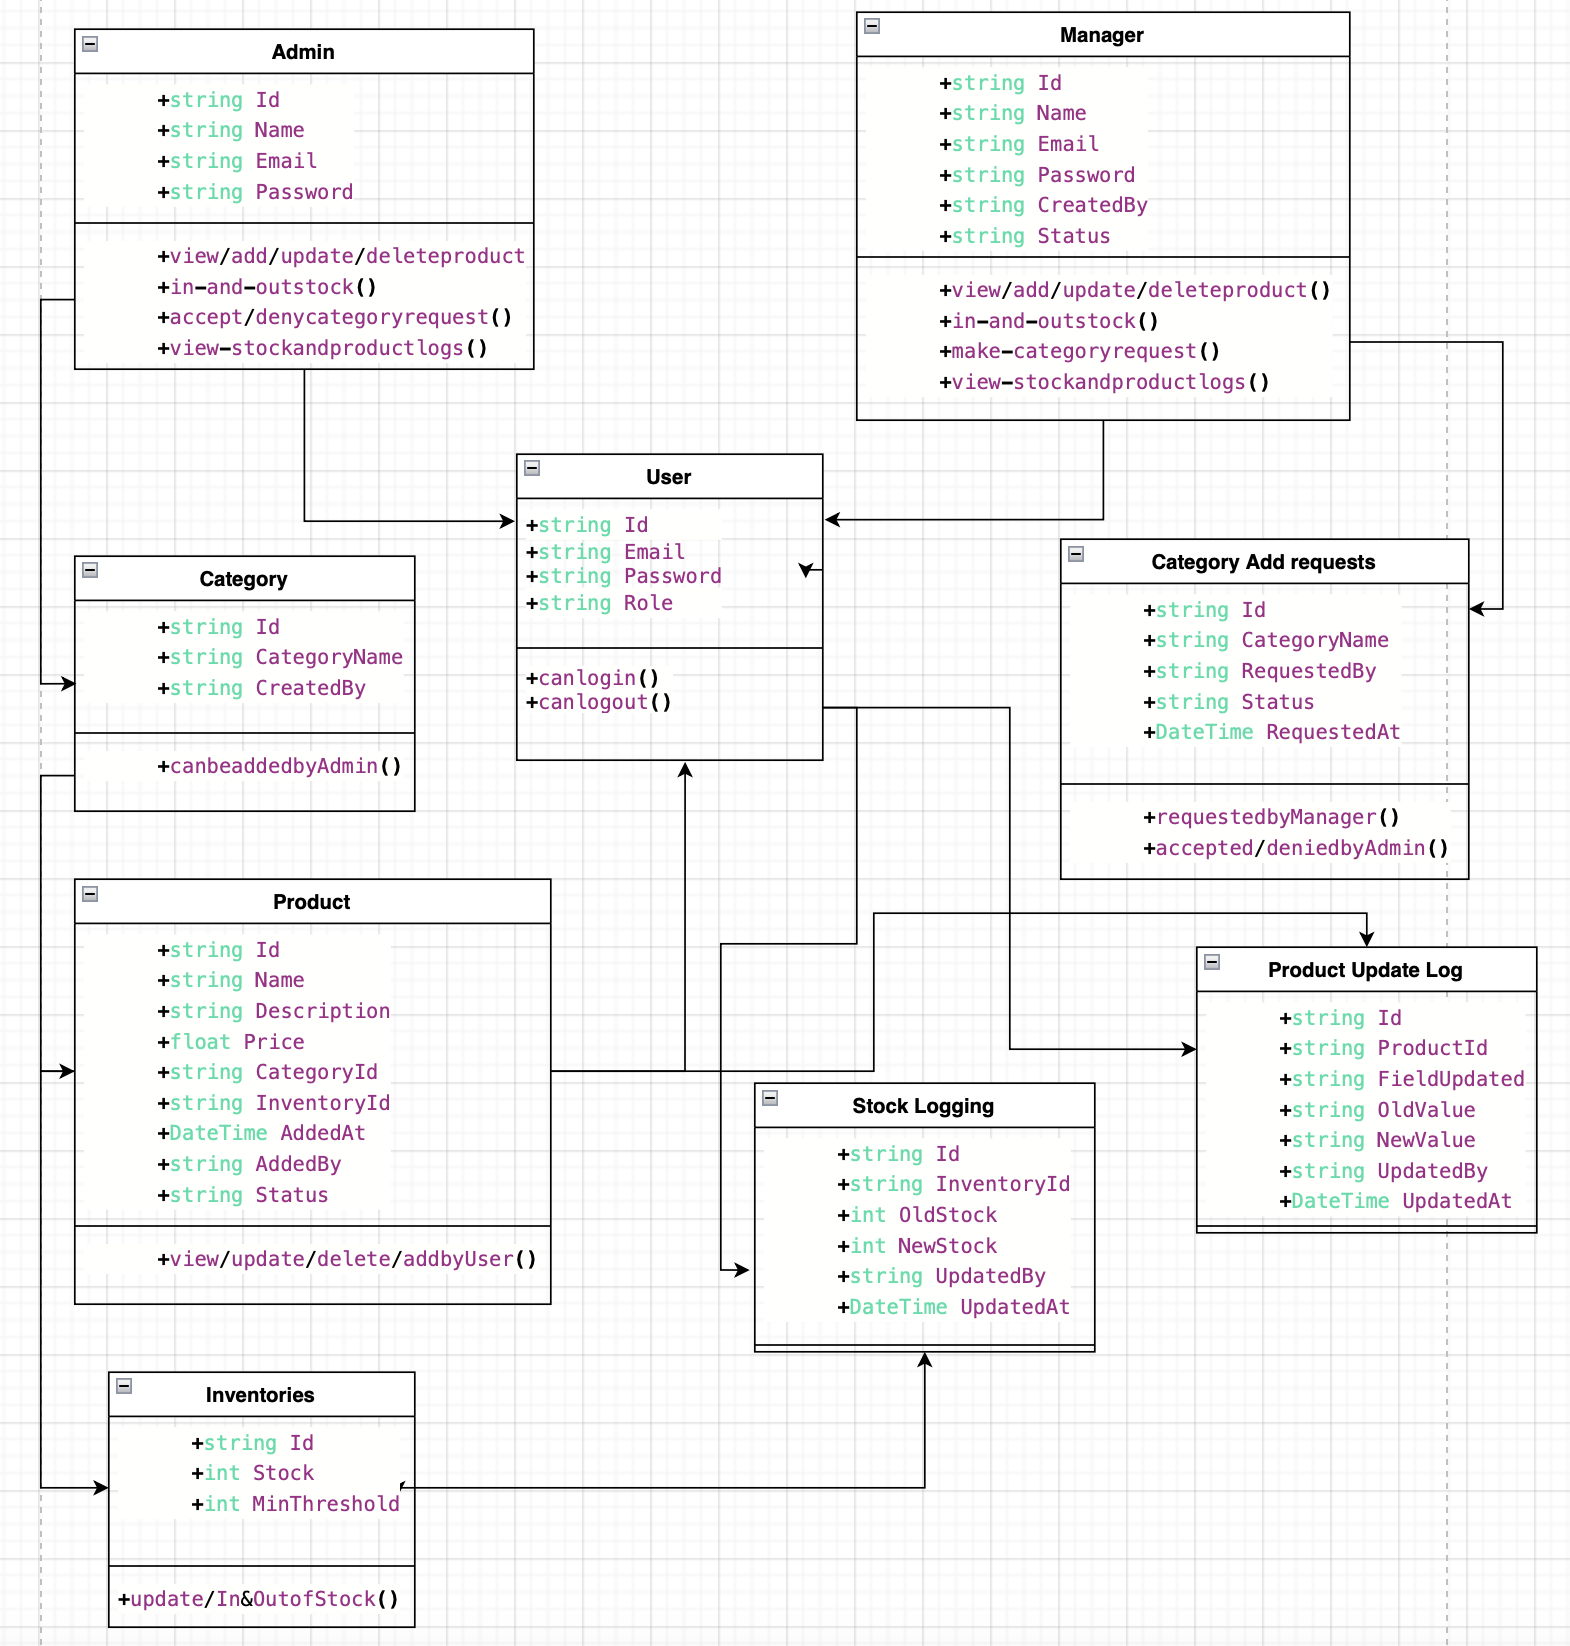 Admin
+string Id
+string Name
+string Email
+string Password
+view/add/update/deleteproduct
+in-and-outstock()
+accept/denycategoryrequest()
+view-stockandproductlogs()
Manager
+string Id
+string Name
+string Email
+string Password
+string CreatedBy
+string Status
+view/add/update/deleteproduct()
+in-and-outstock()
+make-categoryrequest()
+view-stockandproductlogs()
User
+string Id
+string Email
+string Password
+string Role
+canlogin()
+canlogout()
Category
+string Id
+string CategoryName
+string CreatedBy
+canbeaddedbyAdmin()
Category Add requests
+string Id
+string CategoryName
+string RequestedBy
+string Status
+DateTime RequestedAt
+requestedbyManager()
+accepted/deniedbyAdmin()
Product
+string Id
+string Name
+string Description
+float Price
+string CategoryId
+string InventoryId
+DateTime AddedAt
+string AddedBy
+string Status
+view/update/delete/addbyUser()
Product Update Log
+string Id
+string ProductId
+string FieldUpdated
+string OldValue
+string NewValue
+string UpdatedBy
+DateTime UpdatedAt
Stock Logging
+string Id
+string InventoryId
+int OldStock
+int NewStock
+string UpdatedBy
+DateTime UpdatedAt
Inventories
+string Id
+int Stock
+int MinThreshold
+update/In&OutofStock()